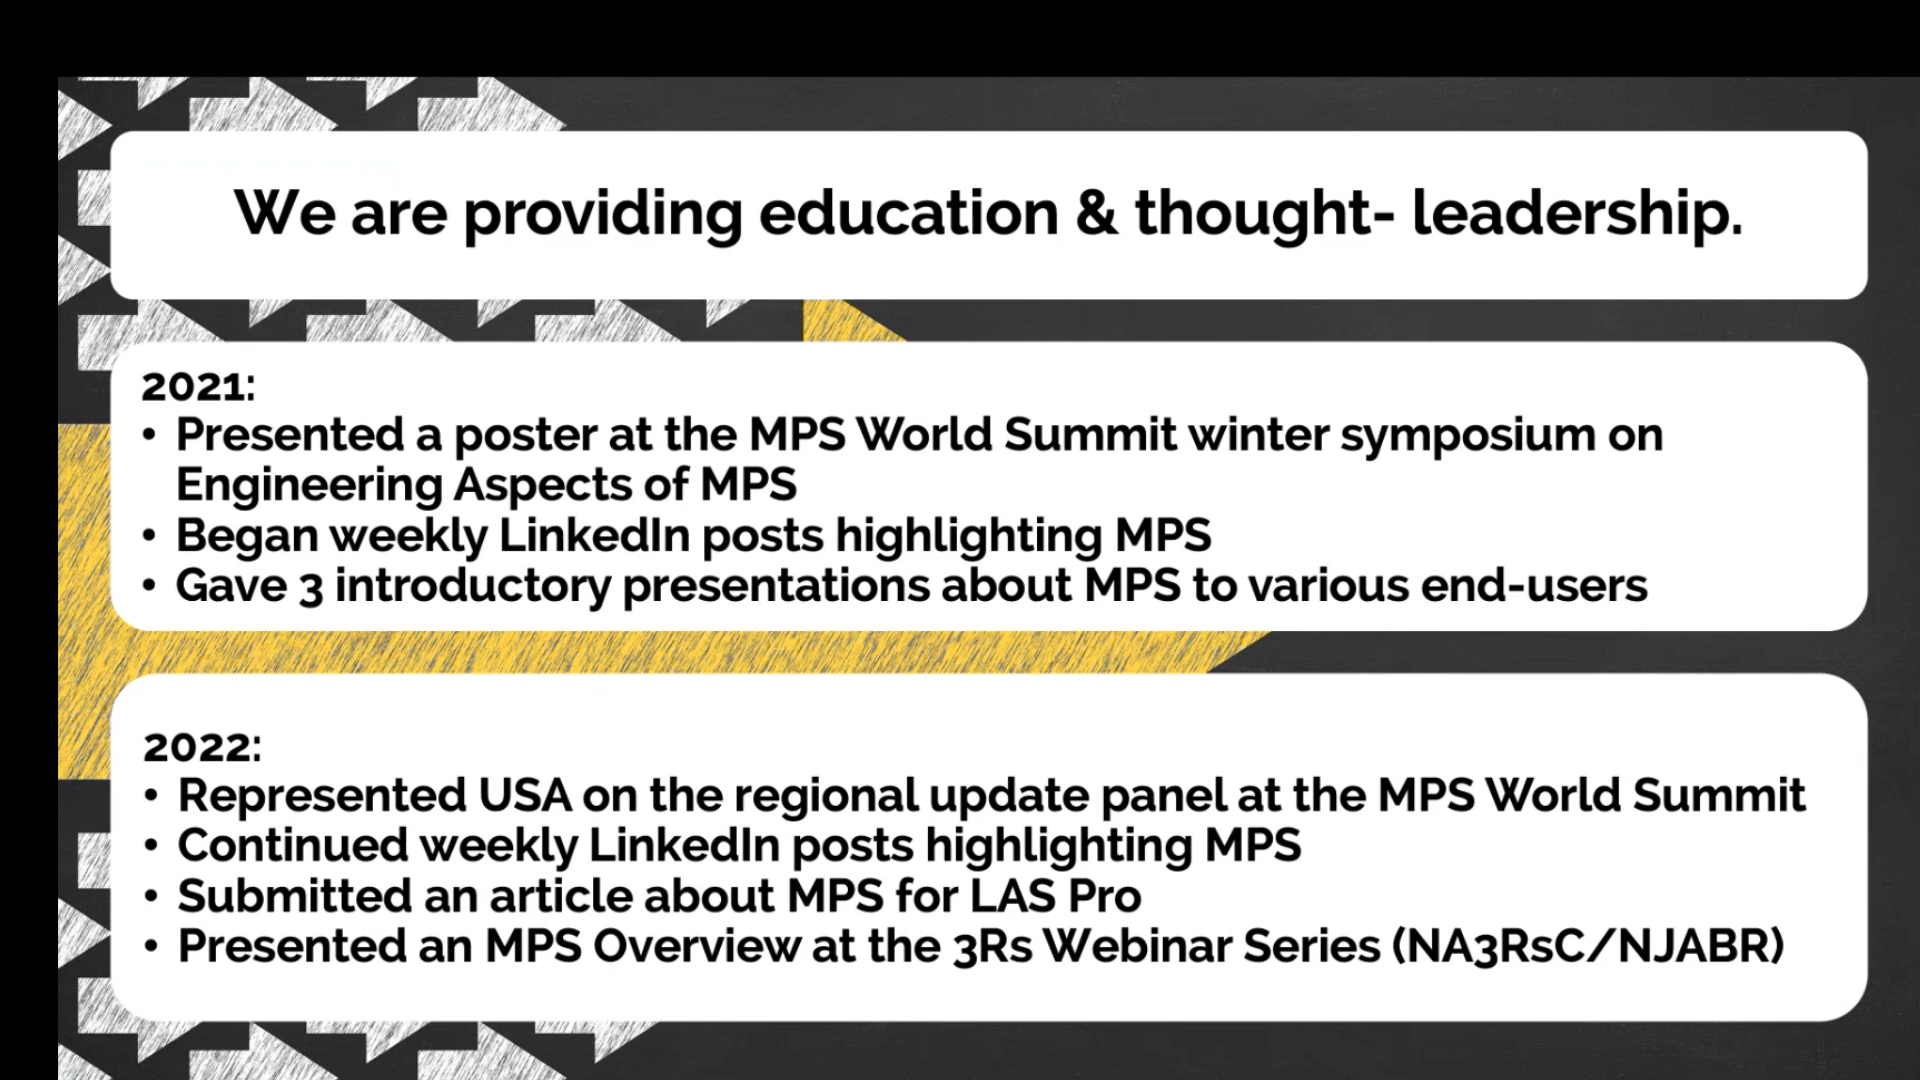 We are providing education & thought- leadership.
2021:
• Presented a poster at the MPS World Summit winter symposium on
Engineering Aspects of MPS
• Began weekly LinkedIn posts highlighting MPS
• Gave 3 introductory presentations about MPS to various end-users
2022:
• Represented USA on the regional update panel at the MPS World Summit
• Continued weekly LinkedIn posts highlighting MPS
• Submitted an article about MPS for LAS Pro
• Presented an MPS Overview at the 3Rs Webinar Series (NA3RsC/NJABR)